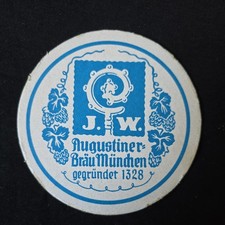 J. W.
Augustiner-
Bräu München
gegründet 1328